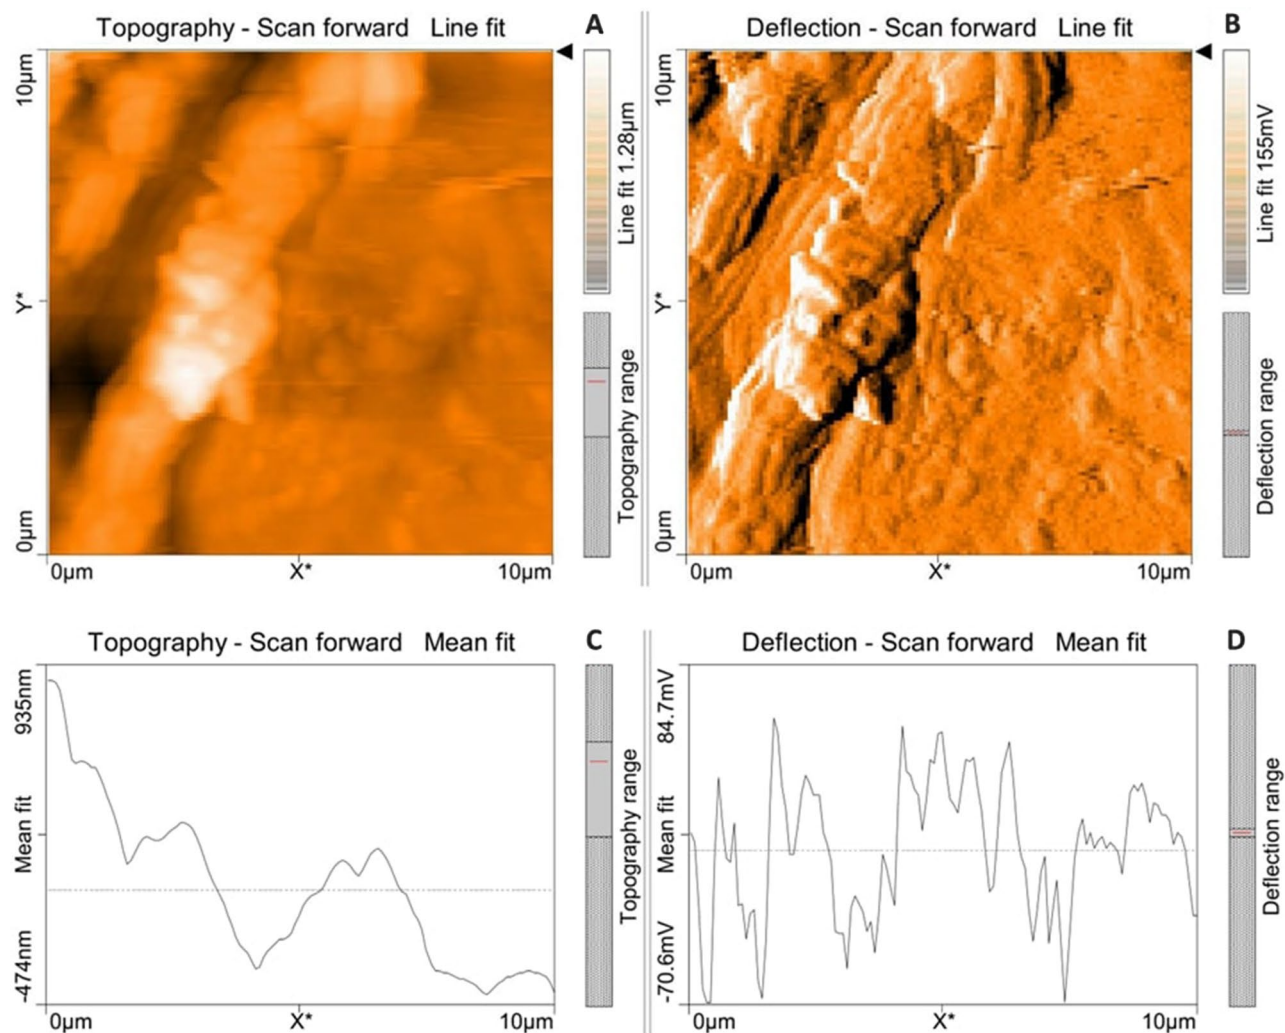 Topography - Scan forward Line fit
A
10µm
Y*
0µm
0µm
X*
10µm
Line fit 1.28µm
Topography range
Deflection - Scan forward Line fit
B
10µm
Y*
0µm
0µm
X*
10µm
Line fit 155mV
Deflection range
Topography - Scan forward Mean fit
C
935nm
Mean fit
-474nm
0µm
X*
10µm
Topography range
Deflection - Scan forward Mean fit
D
84.7mV
Mean fit
-70.6mV
0µm
X*
10µm
Deflection range